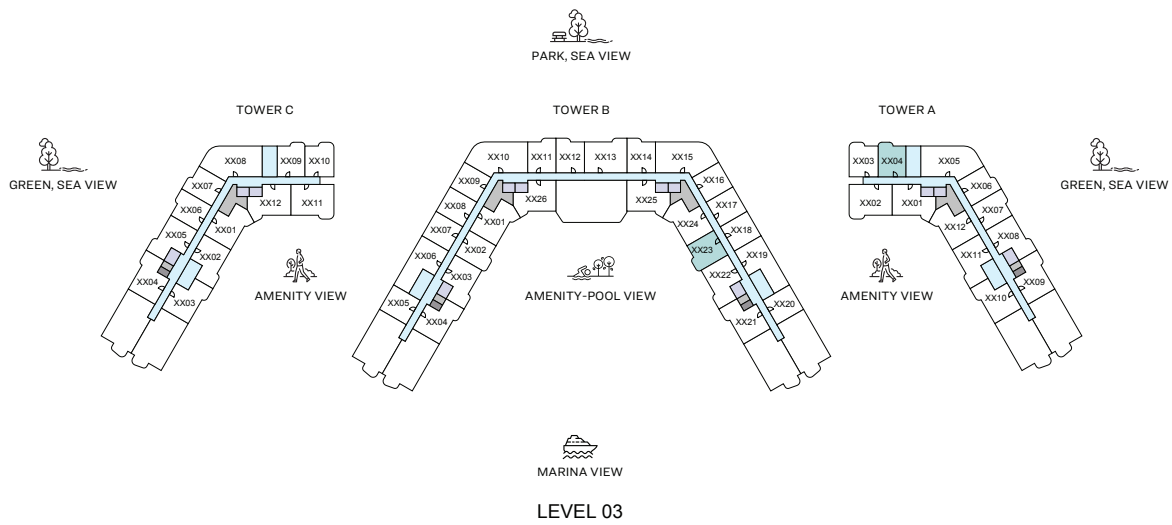 PARK, SEA VIEW
TOWER C
TOWER B
TOWER A
GREEN, SEA VIEW
GREEN, SEA VIEW
XX08
XX09
XX10
XX07
XX06
XX05
XX04
XX12
XX11
XX01
XX02
XX03
AMENITY VIEW
XX10
XX11
XX12
XX13
XX14
XX15
XX09
XX08
XX07
XX06
XX05
XX26
XX01
XX02
XX03
XX04
XX25
XX24
XX23
XX22
XX21
XX16
XX17
XX18
XX19
XX20
AMENITY-POOL VIEW
XX03
XX04
XX05
XX02
XX01
XX06
XX07
XX08
XX09
XX12
XX11
XX10
AMENITY VIEW
MARINA VIEW
LEVEL 03